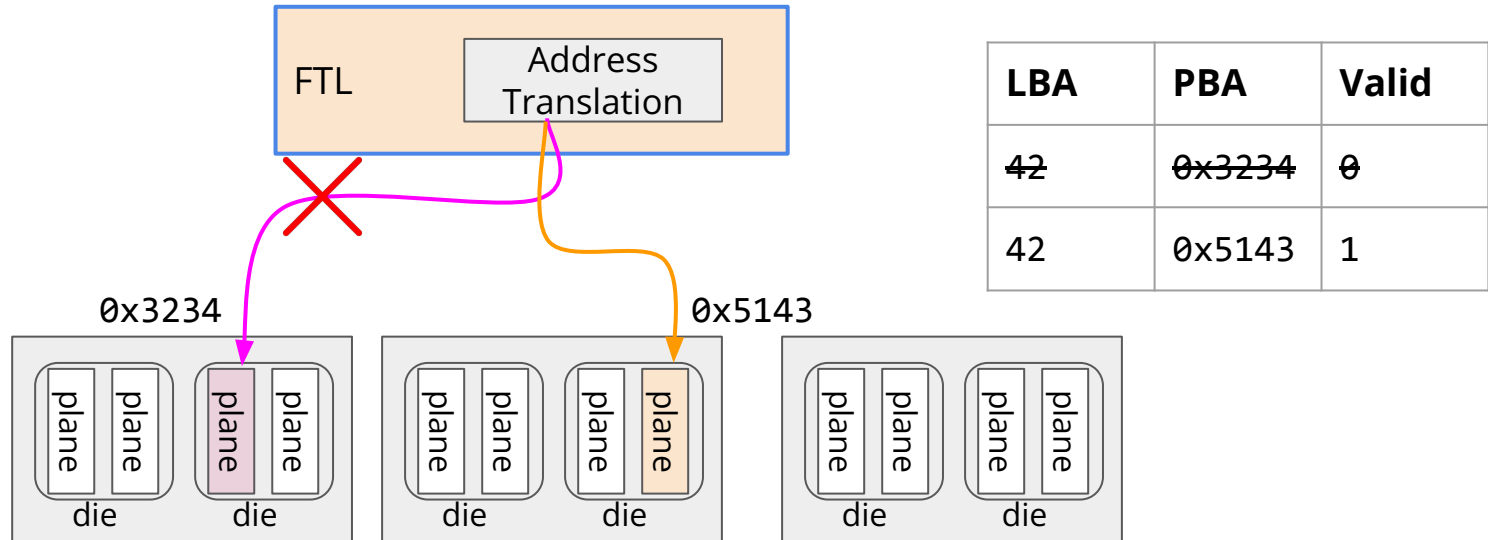 FTL
Address
Translation
LBA PBA Valid
42 0x3234 0
42 0x5143 1
0x3234
0x5143
plane plane plane plane
die die
plane plane plane plane
die die
plane plane plane plane
die die